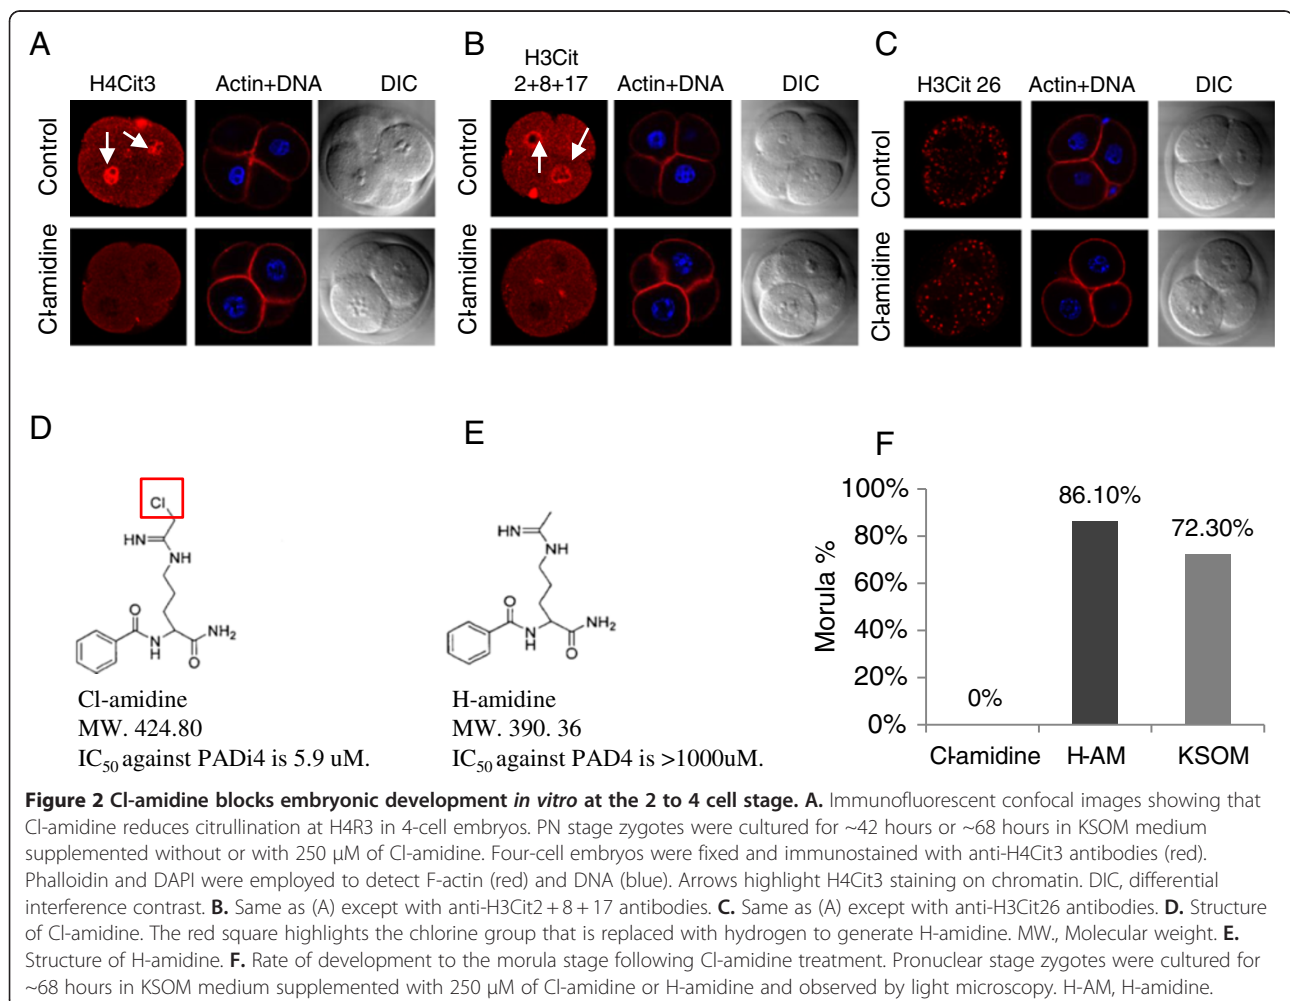 A
H4Cit3 Actin+DNA DIC
Control
Cl-amidine
B
H3Cit
2+8+17 Actin+DNA DIC
Control
Cl-amidine
C
H3Cit 26 Actin+DNA DIC
Control
Cl-amidine
D
Cl
HN
NH
O
N
H
O
NH₂
Cl-amidine
MW. 424.80
IC₅₀ against PADi4 is 5.9 uM.
E
HN
NH
O
N
H
O
NH₂
H-amidine
MW. 390. 36
IC₅₀ against PAD4 is >1000uM.
F
Morula %
100%
80%
60%
40%
20%
0%
0%
86.10%
72.30%
Cl-amidine H-AM KSOM
Figure 2 Cl-amidine blocks embryonic development in vitro at the 2 to 4 cell stage. A. Immunofluorescent confocal images showing that
Cl-amidine reduces citrullination at H4R3 in 4-cell embryos. PN stage zygotes were cultured for ~42 hours or ~68 hours in KSOM medium
supplemented without or with 250 μM of Cl-amidine. Four-cell embryos were fixed and immunostained with anti-H4Cit3 antibodies (red).
Phalloidin and DAPI were employed to detect F-actin (red) and DNA (blue). Arrows highlight H4Cit3 staining on chromatin. DIC, differential
interference contrast. B. Same as (A) except with anti-H3Cit2 + 8 + 17 antibodies. C. Same as (A) except with anti-H3Cit26 antibodies. D. Structure
of Cl-amidine. The red square highlights the chlorine group that is replaced with hydrogen to generate H-amidine. MW., Molecular weight. E.
Structure of H-amidine. F. Rate of development to the morula stage following Cl-amidine treatment. Pronuclear stage zygotes were cultured for
~68 hours in KSOM medium supplemented with 250 μM of Cl-amidine or H-amidine and observed by light microscopy. H-AM, H-amidine.